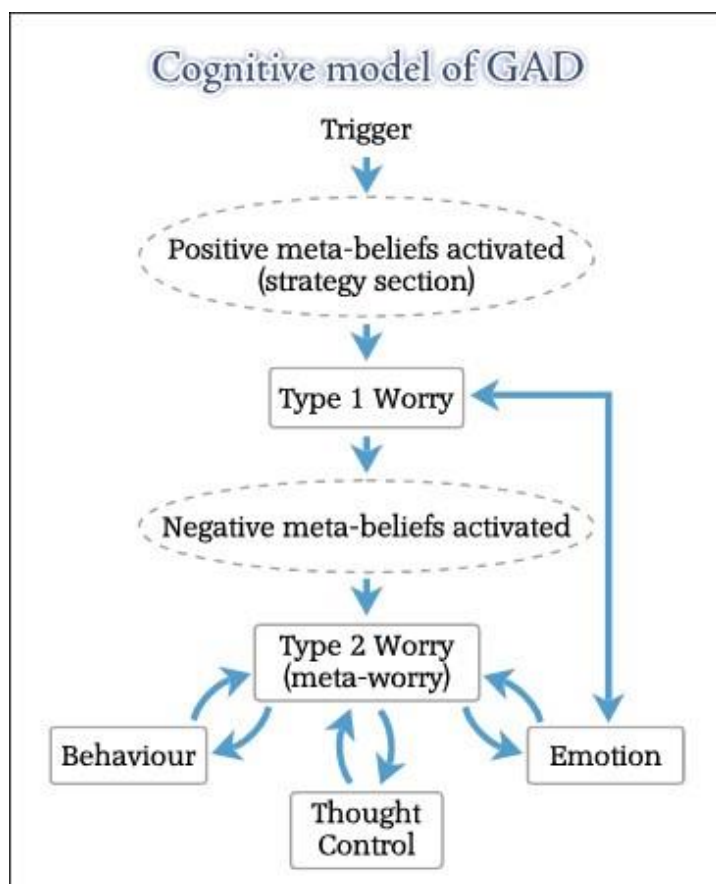 Cognitive model of GAD
Trigger
Positive meta-beliefs activated
(strategy section)
Type 1 Worry
Negative meta-beliefs activated
Type 2 Worry
(meta-worry)
Behaviour
Emotion
Thought
Control